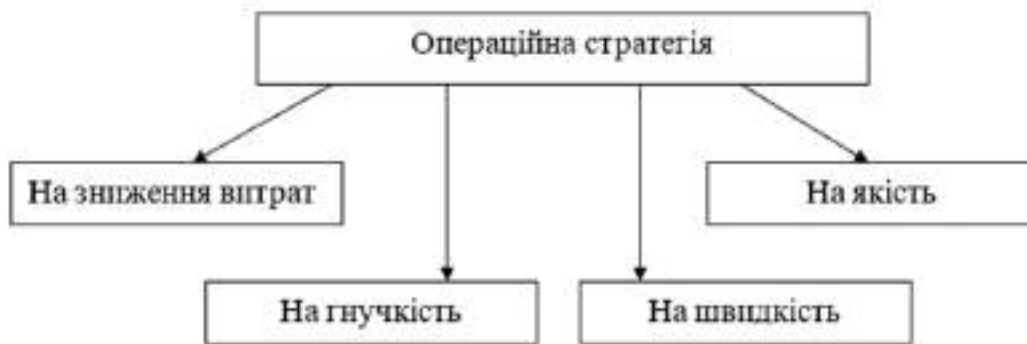 Операційна стратегія
На зниження витрат
На якість
На гнучкість
На швидкість